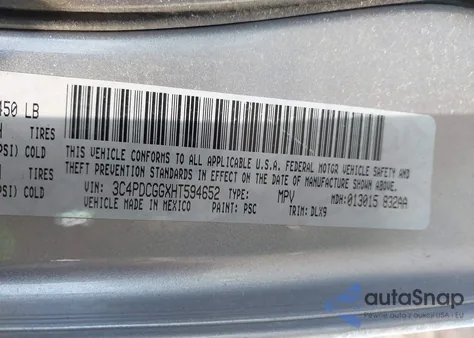 450 LB
TIRES
PSI) COLD
TIRES
PSI) COLD
THIS VEHICLE CONFORMS TO ALL APPLICABLE U.S.A. FEDERAL MOTOR VEHICLE SAFETY AND
THEFT PREVENTION STANDARDS IN EFFECT ON THE DATE OF MANUFACTURE SHOWN ABOVE.
VIN: 3C4PDCGGXHT594652 TYPE: MPV MDH: 013015 832AA
VEHICLE MADE IN MEXICO PAINT: PSC TRIM: DLX9
autoSnap